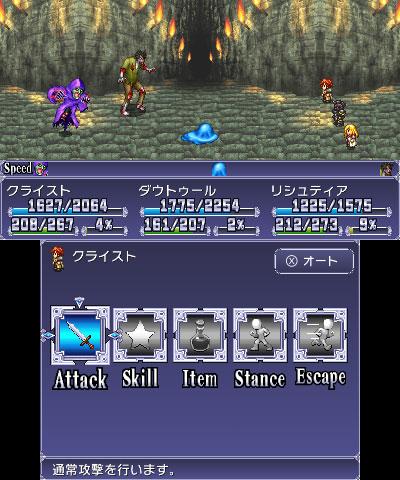 Speed
クライスト ダウトゥール リシュティア
1627/2064 1775/2254 1225/1575
208/267 4% 161/207 2% 212/273 9%
クライスト
Ⓧ オート
Attack Skill Item Stance Escape
通常攻撃を行います。